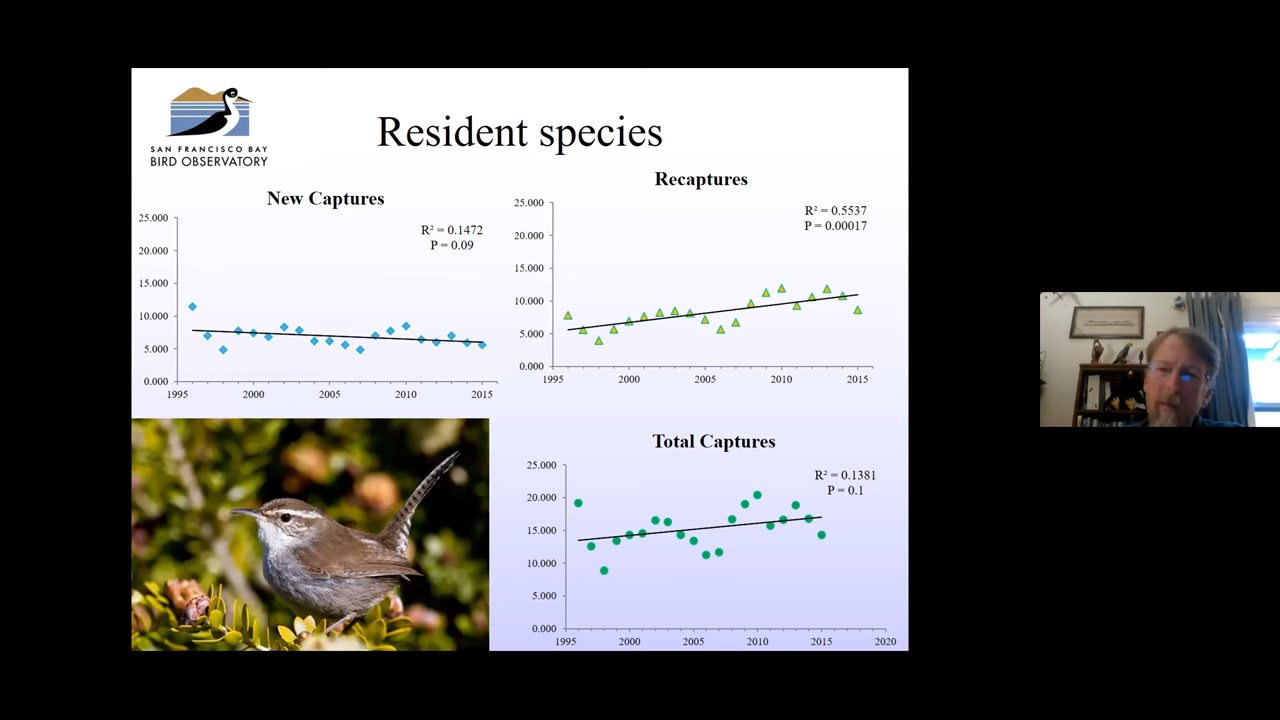 SAN FRANCISCO BAY
BIRD OBSERVATORY
Resident species
New Captures
25.000
20.000
15.000
10.000
5.000
0.000
R² = 0.1472
P = 0.09
1995
2000
2005
2010
2015
Recaptures
25.000
20.000
15.000
10.000
5.000
0.000
R² = 0.5537
P = 0.00017
1995
2000
2005
2010
2015
Total Captures
25.000
20.000
15.000
10.000
5.000
0.000
R² = 0.1381
P = 0.1
1995
2000
2005
2010
2015
2020